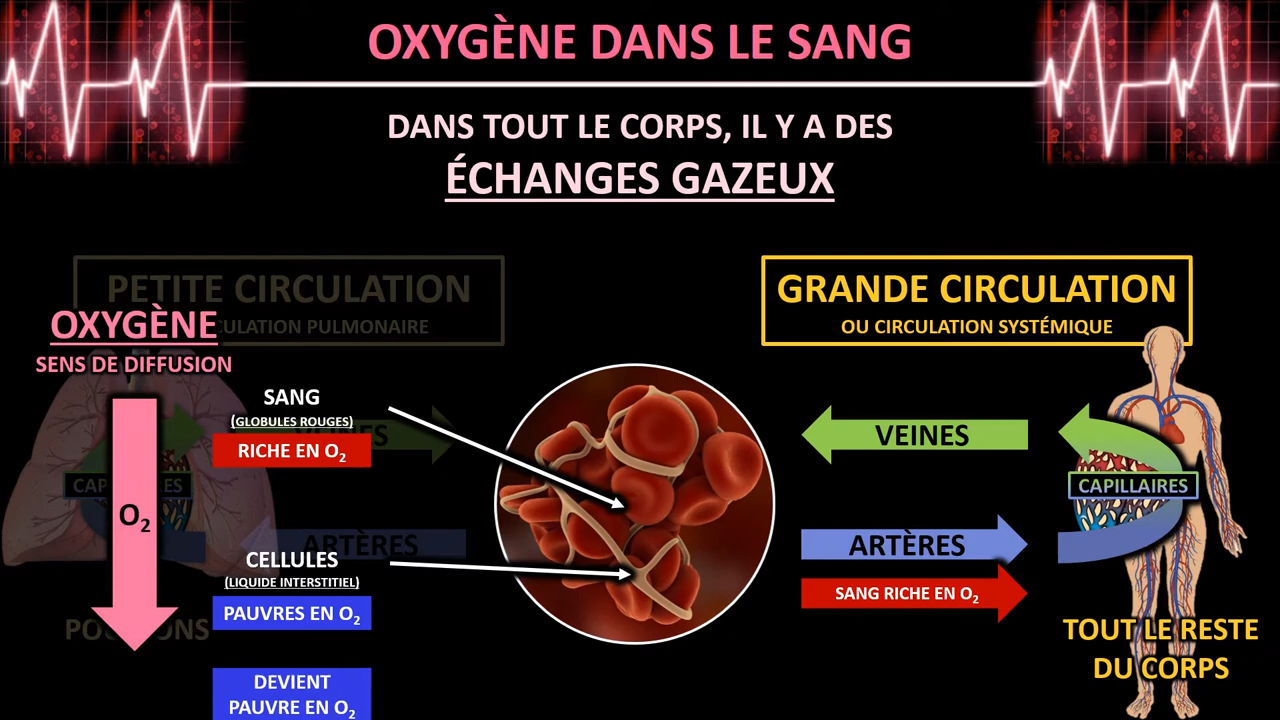 OXYGÈNE DANS LE SANG
DANS TOUT LE CORPS, IL Y A DES
ÉCHANGES GAZEUX
PETITE CIRCULATION
CULATION PULMONAIRE
GRANDE CIRCULATION
OU CIRCULATION SYSTÉMIQUE
OXYGÈNE
SENS DE DIFFUSION
O₂
SANG
(GLOBULES ROUGES)
RICHE EN O₂
CELLULES
(LIQUIDE INTERSTITIEL)
PAUVRES EN O₂
DEVIENT
PAUVRE EN O₂
ARTÈRES
VEINES
CAPILLAIRES
ARTÈRES
SANG RICHE EN O₂
TOUT LE RESTE
DU CORPS